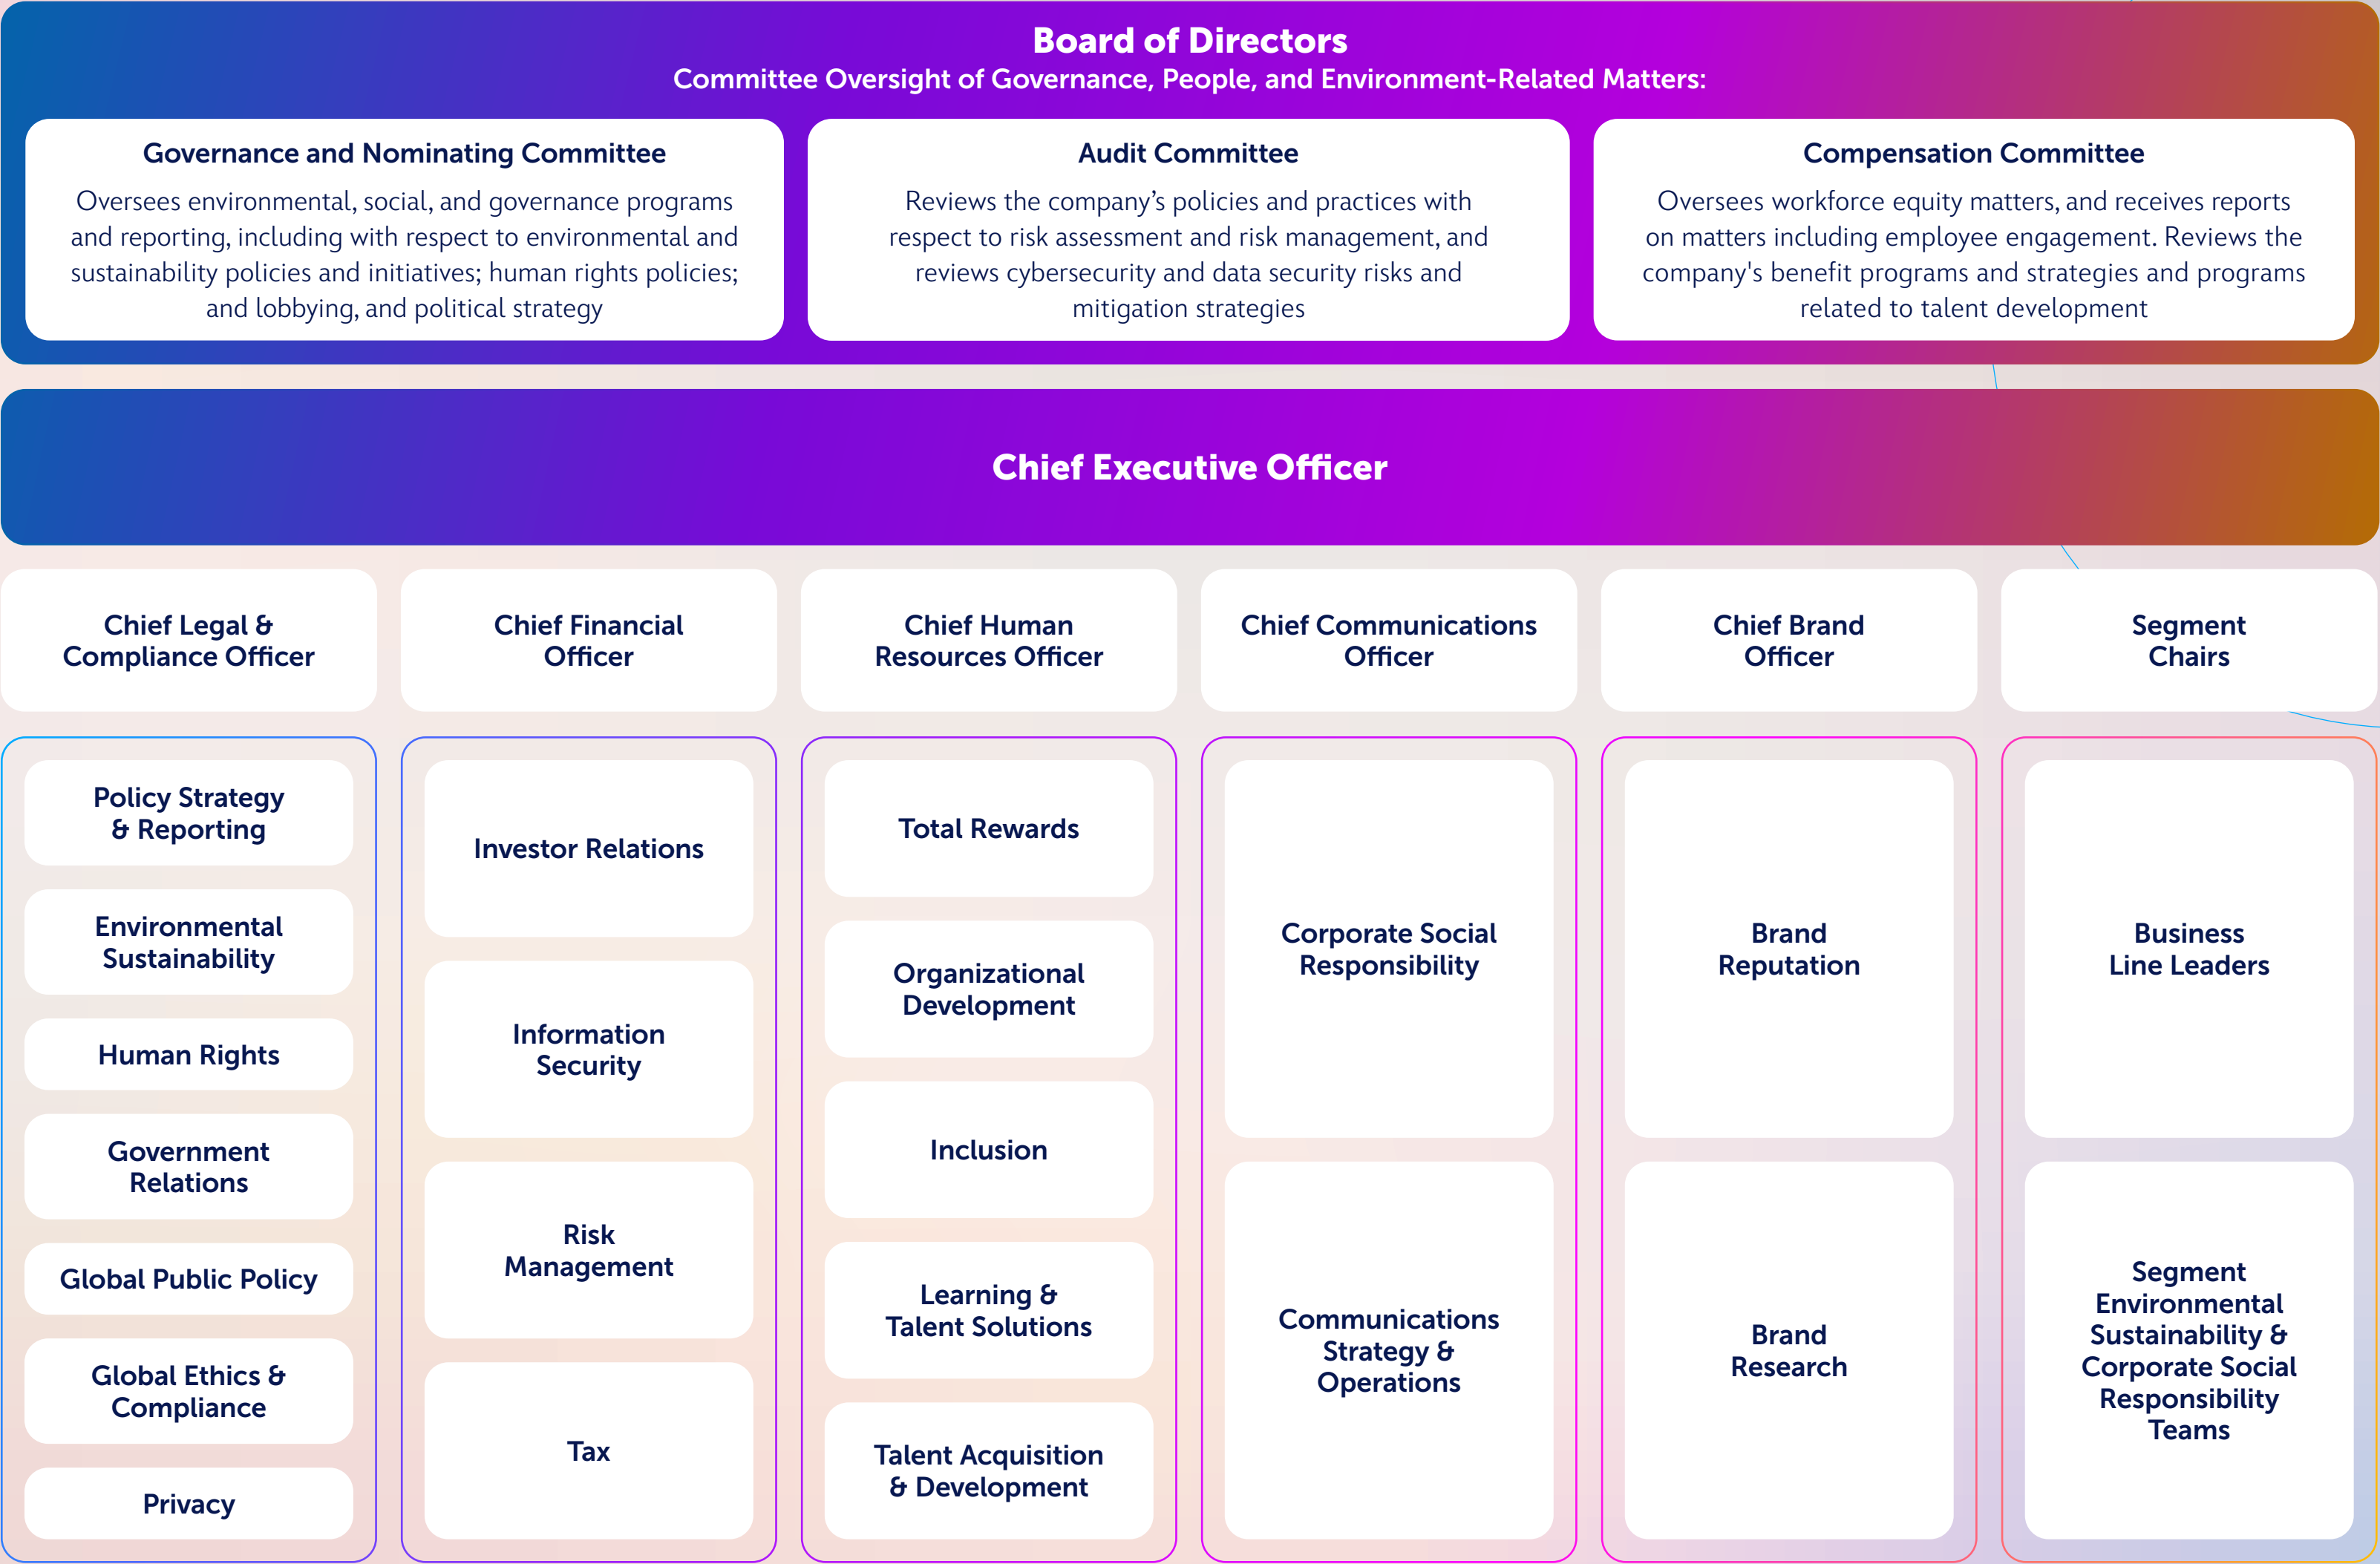 Board of Directors
Committee Oversight of Governance, People, and Environment-Related Matters:
Governance and Nominating Committee
Oversees environmental, social, and governance programs
and reporting, including with respect to environmental and
sustainability policies and initiatives; human rights policies;
and lobbying, and political strategy
Audit Committee
Reviews the company’s policies and practices with
respect to risk assessment and risk management, and
reviews cybersecurity and data security risks and
mitigation strategies
Compensation Committee
Oversees workforce equity matters, and receives reports
on matters including employee engagement. Reviews the
company's benefit programs and strategies and programs
related to talent development
Chief Executive Officer
Chief Legal &
Compliance Officer
Policy Strategy
& Reporting
Environmental
Sustainability
Human Rights
Government
Relations
Global Public Policy
Global Ethics &
Compliance
Privacy
Chief Financial
Officer
Investor Relations
Information
Security
Risk
Management
Tax
Chief Human
Resources Officer
Total Rewards
Organizational
Development
Inclusion
Learning &
Talent Solutions
Talent Acquisition
& Development
Chief Communications
Officer
Corporate Social
Responsibility
Communications
Strategy &
Operations
Chief Brand
Officer
Brand
Reputation
Brand
Research
Segment
Chairs
Business
Line Leaders
Segment
Environmental
Sustainability &
Corporate Social
Responsibility
Teams